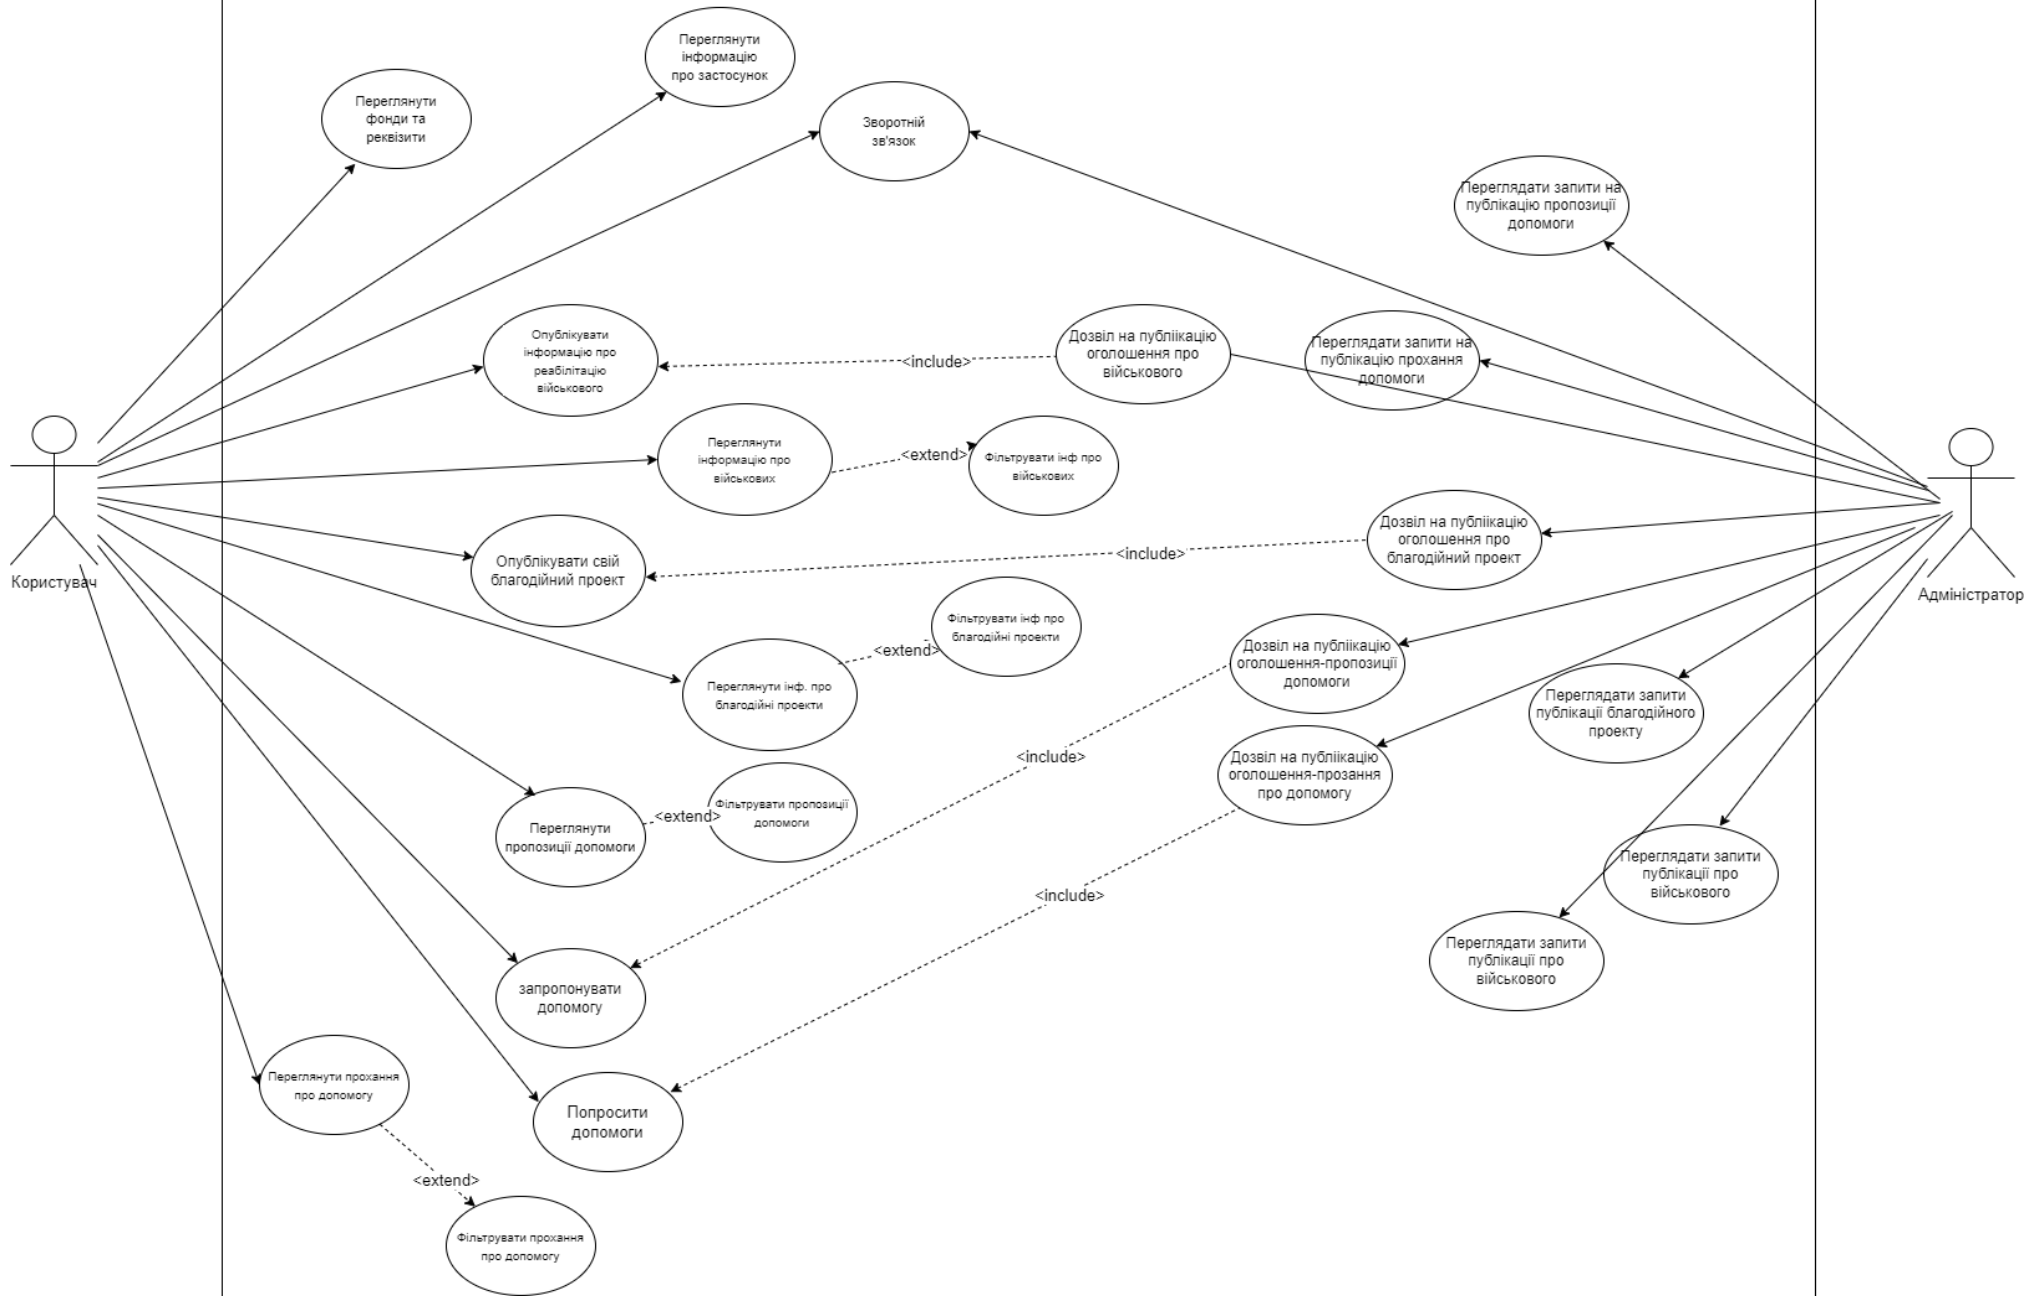 Переглянути
інформацію
про застосунок
Переглянути
фонди та
реквізити
Зворотній
зв'язок
Переглядати запити на
публікацію пропозиції
допомоги
Опублікувати
інформацію про
реабілітацію
військового
<include>
Дозвіл на публіікацію
оголошення про
військового
Переглядати запити на
публікацію прохання
допомоги
Переглянути
інформацію про
військових
<extend>
Фільтрувати інф про
військових
Користувач
Опублікувати свій
благодійний проект
<include>
Дозвіл на публіікацію
оголошення про
благодійний проект
Адміністратор
Переглянути інф. про
благодійні проекти
<extend>
Фільтрувати інф про
благодійні проекти
Дозвіл на публіікацію
оголошення-пропозиції
допомоги
Переглядати запити
публікації благодійного
проекту
<include>
Дозвіл на публіікацію
оголошення-прозання
про допомогу
Переглянути
пропозиції допомоги
<extend>
Фільтрувати пропозиції
допомоги
Переглядати запити
публікації про
військового
<include>
Переглядати запити
публікації про
військового
запропонувати
допомогу
Переглянути прохання
про допомогу
Попросити
допомоги
<extend>
Фільтрувати прохання
про допомогу